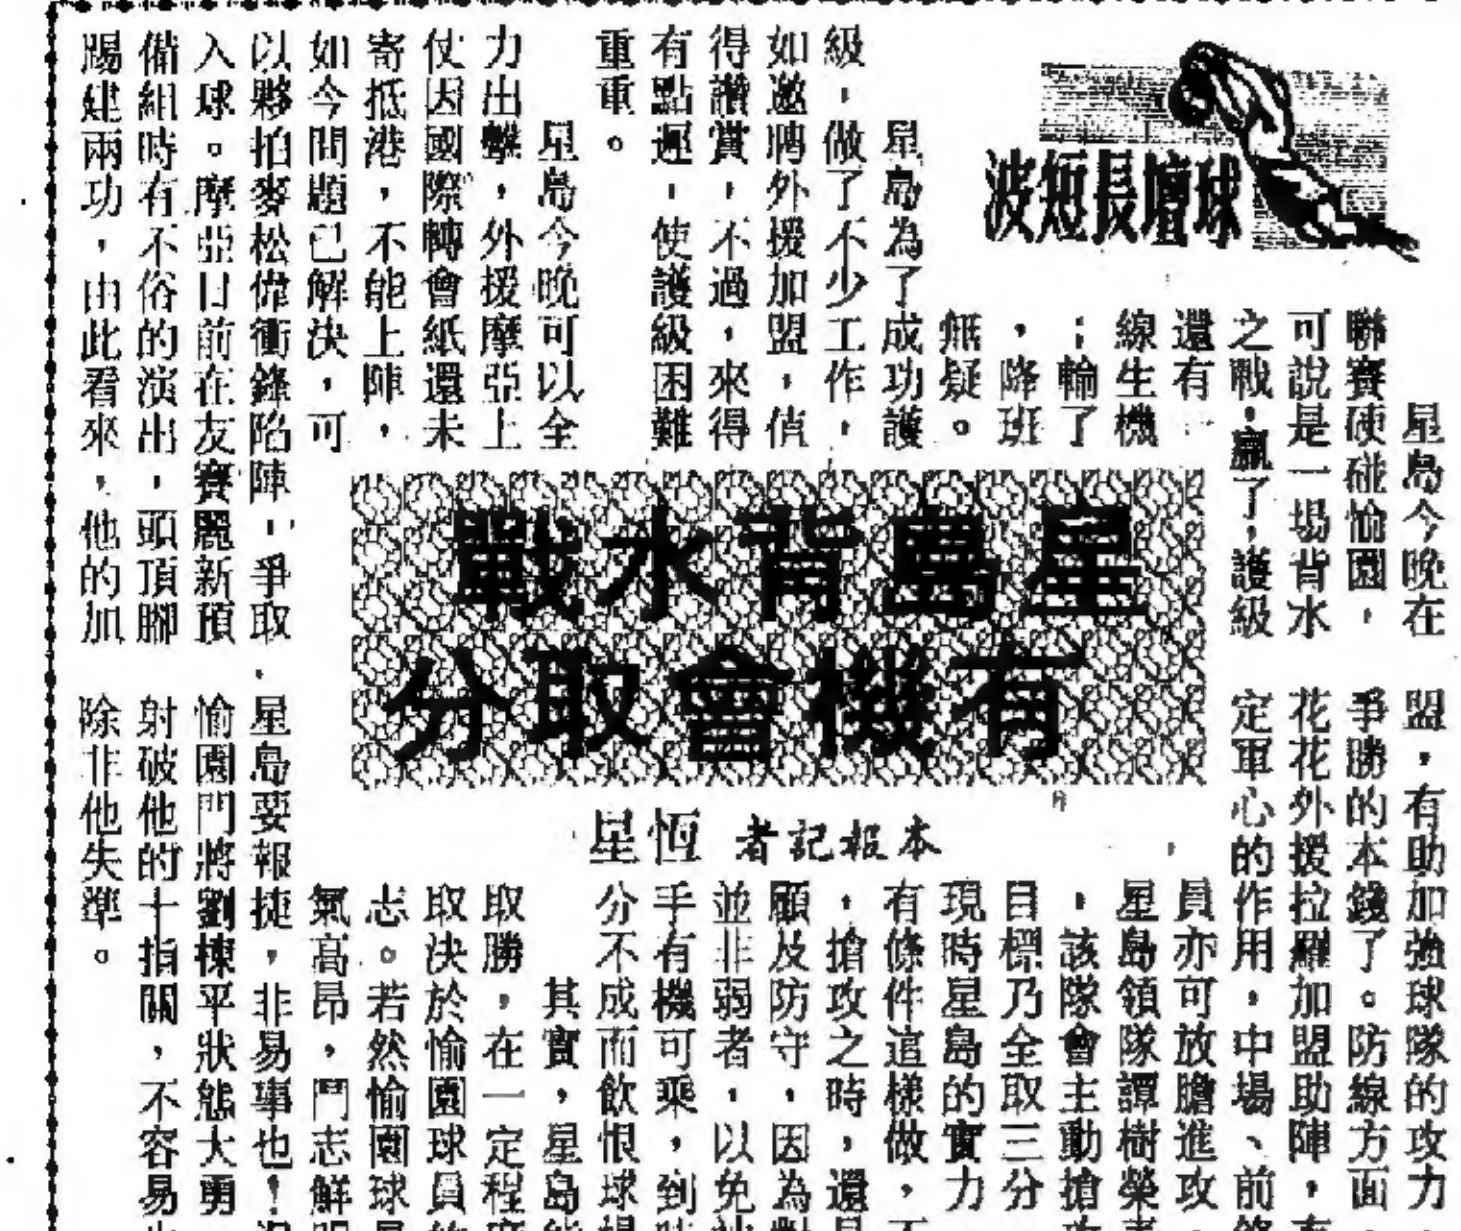 球壇長短波
星島背水戰
有機會取分
本報記者 恆星
星島今晚在
聯賽硬碰愉園，
可說是一場背水
之戰，贏了，護級
還有一
線生機
；輸了
，降班
無疑。
星島為了成功護
級，做了不少工作，
如邀聘外援加盟，值
得讚賞，不過，來得
有點遲，使護級困難
重重。
星島今晚可以全
力出擊，外援摩亞上
仗因國際轉會紙還未
寄抵港，不能上陣，
如今問題已解決，可
以夥拍麥松偉衝鋒陷陣，爭取
入球。摩亞日前在友賽麗新預
備組時有不俗的演出，頭頂腳
踢建兩功，由此看來，他的加
盟，有助加強球隊的攻力，
爭勝的本錢了。防線方面，
花花外援拉羅加盟助陣，
定軍心的作用，中場、前
員亦可放膽進攻。
星島領隊譚樹榮
，該隊會主動搶
目標乃全取三分
現時星島的實力
有條件這樣做，不
，搶攻之時，還
顧及防守，因為
並非弱者，以免
手有機可乘，到
分不成而飲恨球
其實，星島
取勝，在一定程
取決於愉園球員
志。若然愉園球
氣高昂，鬥志鮮
星島要報捷，非易事也！
愉園門將劉棟平狀態大勇
射破他的十指關，不容易
除非他失準。